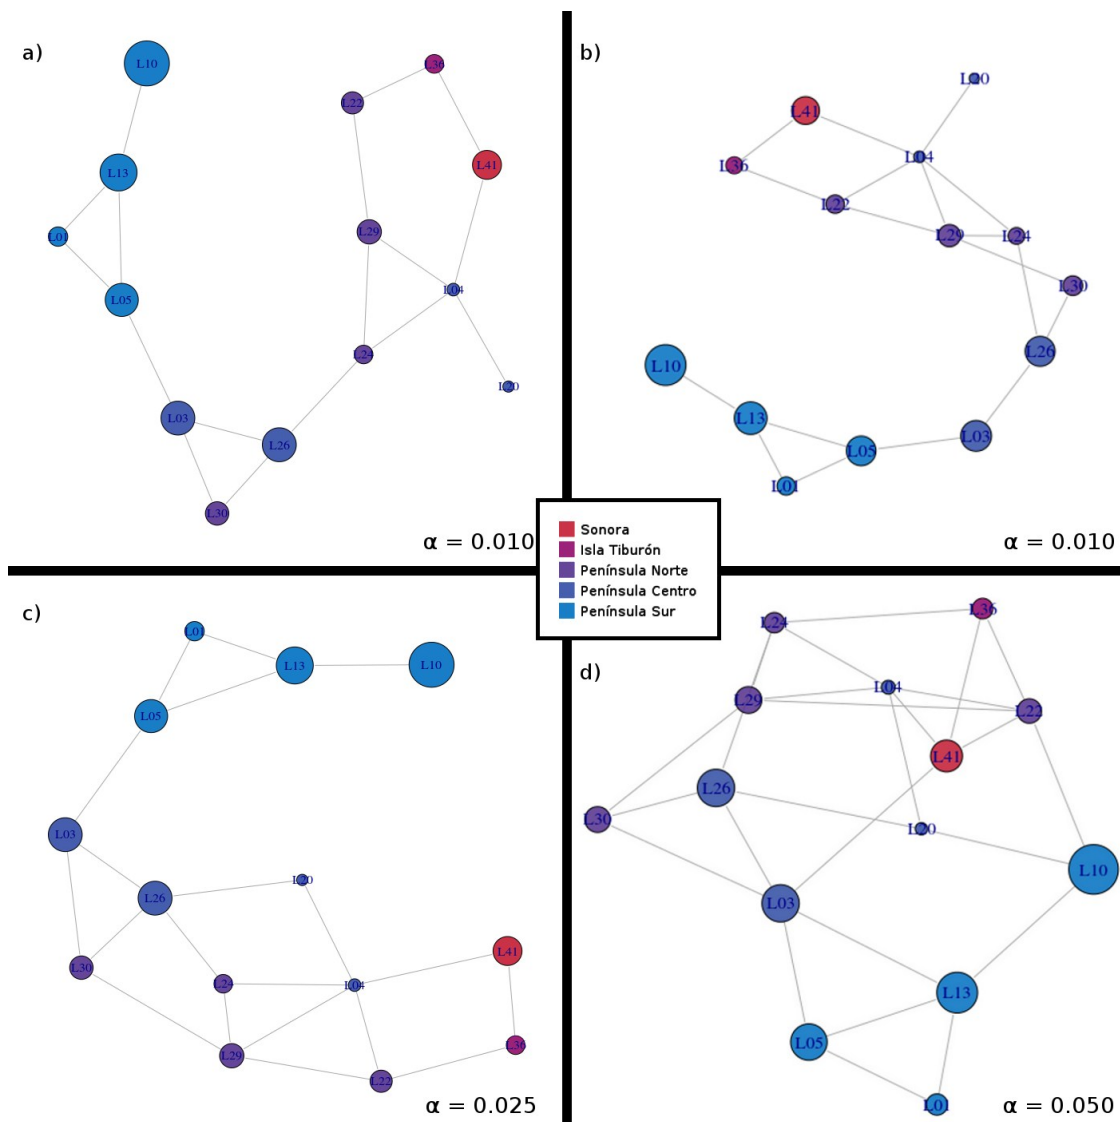 a)
L10
L36
L22
L41
L13
L01
L29
L05
L04
L24
L20
L03
L26
L30
α = 0.010
b)
L20
L41
L04
L36
L22
L29
L24
L30
L26
L10
L13
L03
L05
L01
α = 0.010
Sonora
Isla Tiburón
Península Norte
Península Centro
Península Sur
c)
L01
L13
L10
L05
L03
L20
L26
L41
L30
L24
L04
L36
L29
L22
α = 0.025
d)
L36
L24
L04
L29
L22
L41
L26
L30
L20
L10
L03
L13
L05
L01
α = 0.050